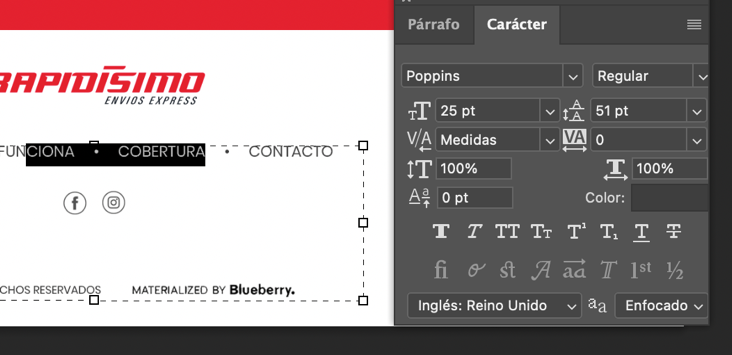 Párrafo Carácter
RAPIDÍSIMO
ENVIOS EXPRESS
FUNCIONA • COBERTURA • CONTACTO
CHOS RESERVADOS MATERIALIZED BY Blueberry.
Poppins Regular
25 pt 51 pt
Medidas 0
100% 100%
0 pt Color:
T T TT Tt T¹ T₁ T T
fi st A aa T 1st ½
Inglés: Reino Unido aa Enfocado